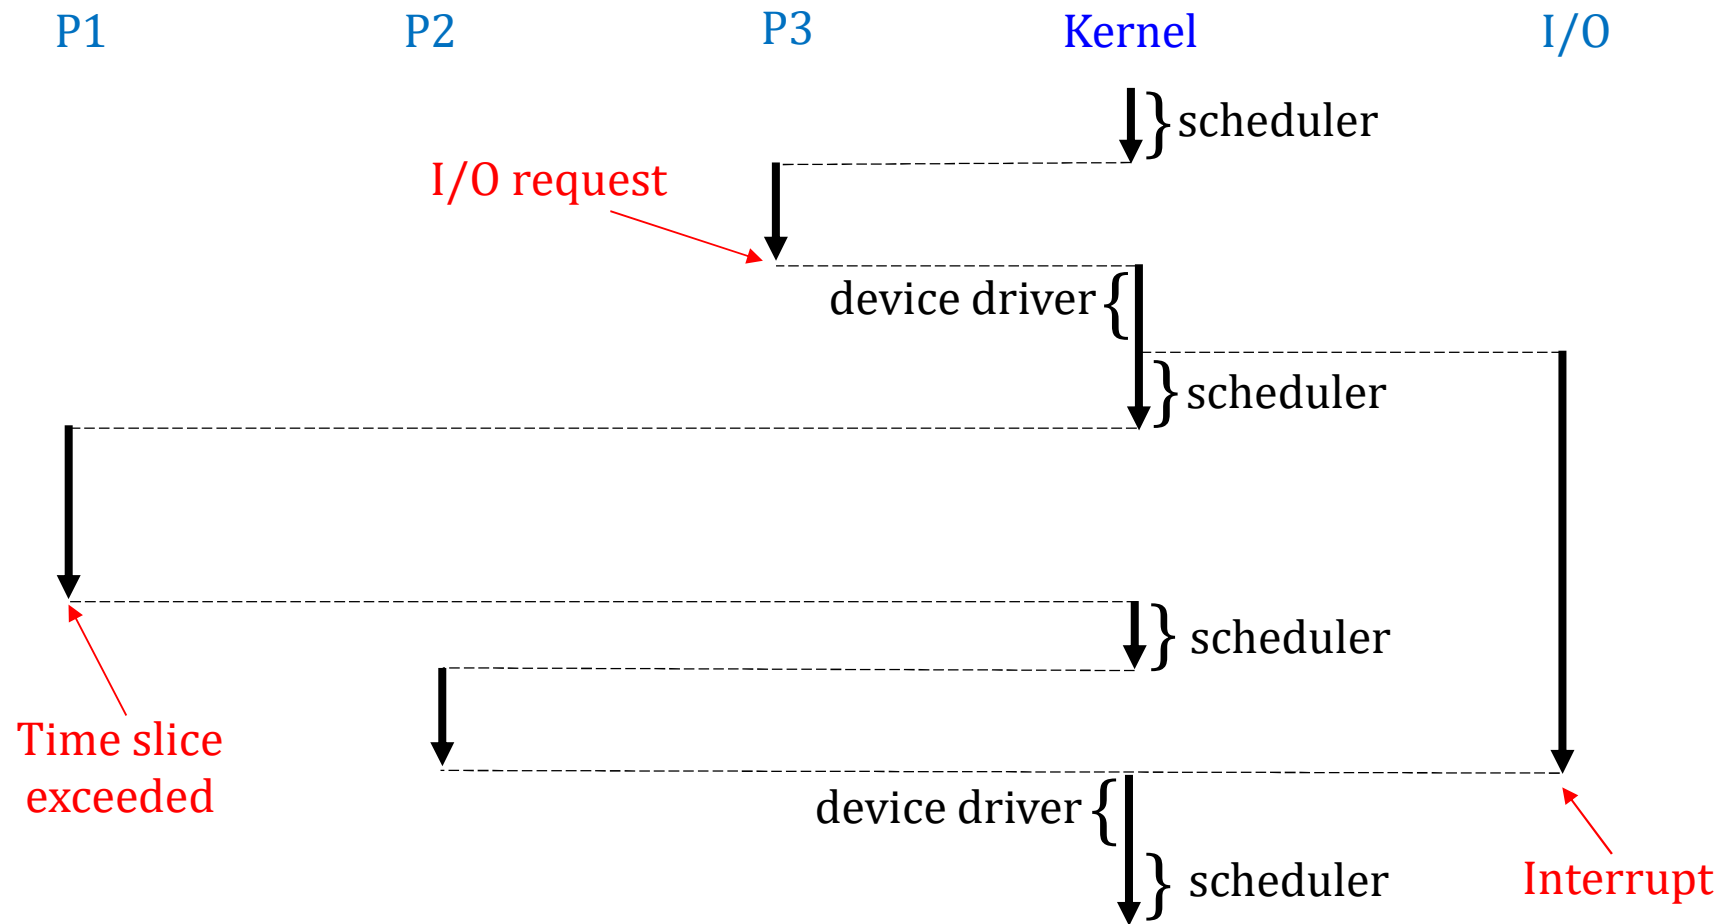 P1
P2
P3
Kernel
I/O
scheduler
I/O request
device driver
scheduler
scheduler
Time slice
exceeded
device driver
scheduler
Interrupt